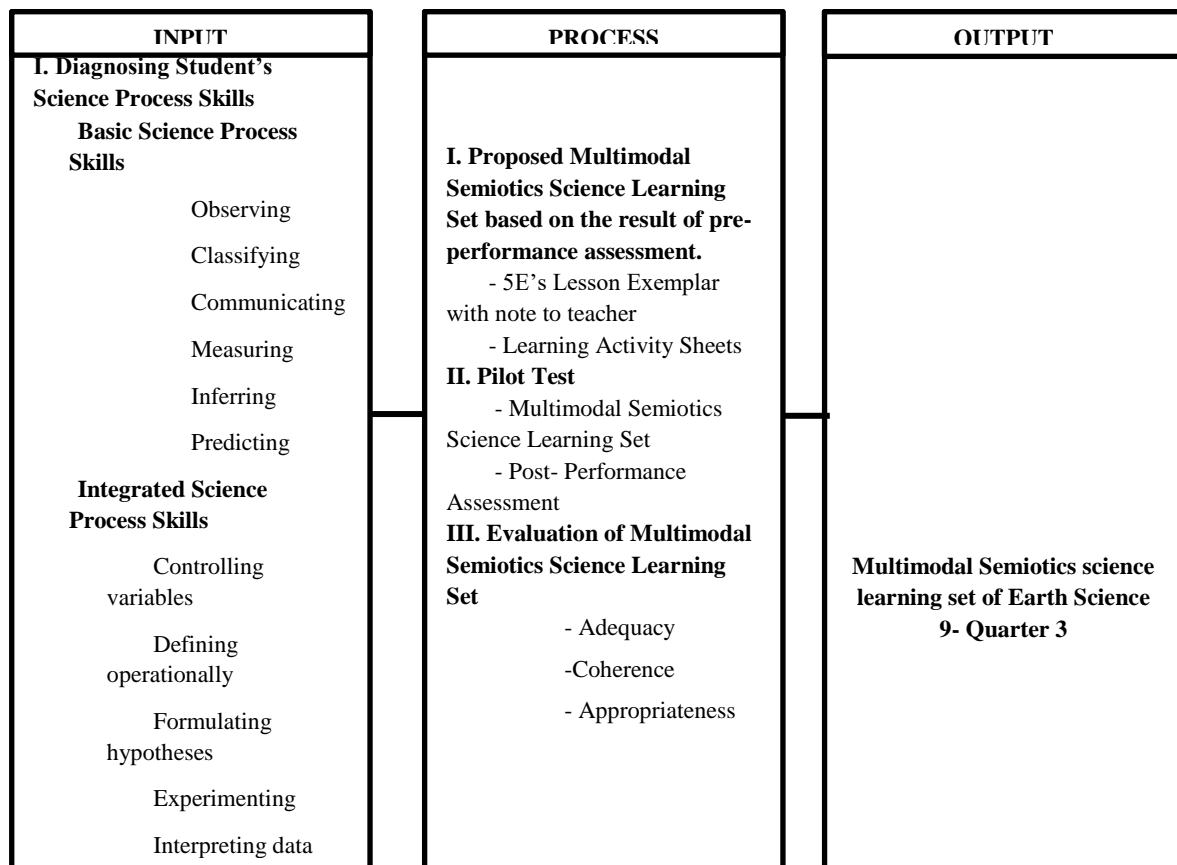 INPUT
I. Diagnosing Student's
Science Process Skills
Basic Science Process
Skills
Observing
Classifying
Communicating
Measuring
Inferring
Predicting
Integrated Science
Process Skills
Controlling
variables
Defining
operationally
Formulating
hypotheses
Experimenting
Interpreting data
PROCESS
I. Proposed Multimodal
Semiotics Science Learning
Set based on the result of pre-
performance assessment.
- 5E's Lesson Exemplar
with note to teacher
- Learning Activity Sheets
II. Pilot Test
- Multimodal Semiotics
Science Learning Set
- Post- Performance
Assessment
III. Evaluation of Multimodal
Semiotics Science Learning
Set
- Adequacy
-Coherence
- Appropriateness
OUTPUT
Multimodal Semiotics science
learning set of Earth Science
9- Quarter 3